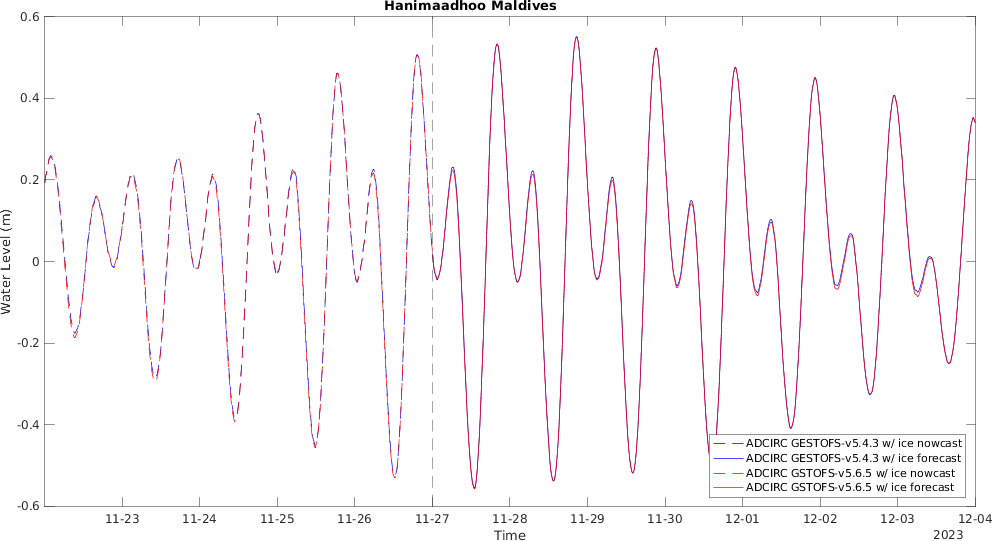 Hanimaadhoo Maldives
0.6
0.4
0.2
0
-0.2
-0.4
-0.6
Water Level (m)
ADCIRC GESTOFS-v5.4.3 w/ ice nowcast
ADCIRC GESTOFS-v5.4.3 w/ ice forecast
ADCIRC GSTOFS-v5.6.5 w/ ice nowcast
ADCIRC GSTOFS-v5.6.5 w/ ice forecast
11-23 11-24 11-25 11-26 11-27 11-28 11-29 11-30 12-01 12-02 12-03 12-04
Time
2023